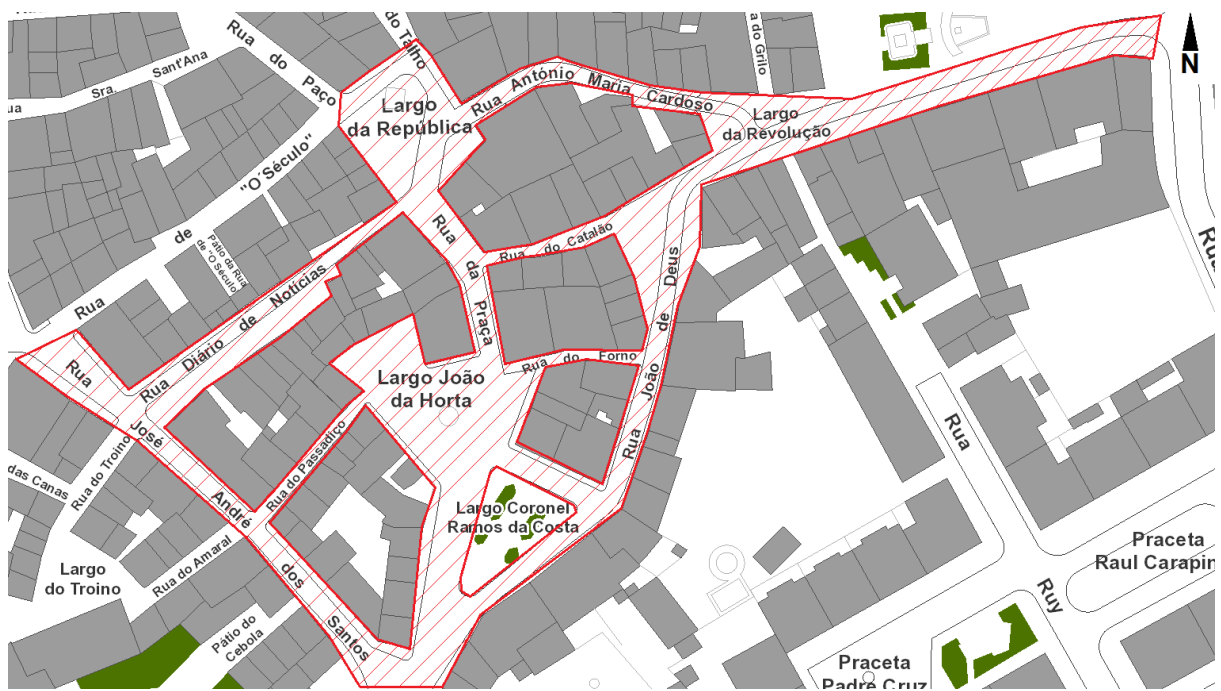 Rua do Paço
do Talho
a do Grilo
N
Sant'Ana
Sra.
ua
Rua António Maria Cardoso
Largo
da República
Largo
da Revolução
Rua de "O´Século"
Pátio da Rua
de "O´Século"
Rua da Praça
Rua do Catalão
Rua
Rua Diário de Notícias
Rua João de Deus
Rua do Forno
Largo João
da Horta
Rua José André dos Santos
Rua do Passadiço
Rua do Troino
das Canas
Rua
Largo Coronel
Ramos da Costa
Rua do Amaral
Largo
do Troino
Pátio do
Cebola
Praceta
Raul Carapin
Ruy
Praceta
Padre Cruz